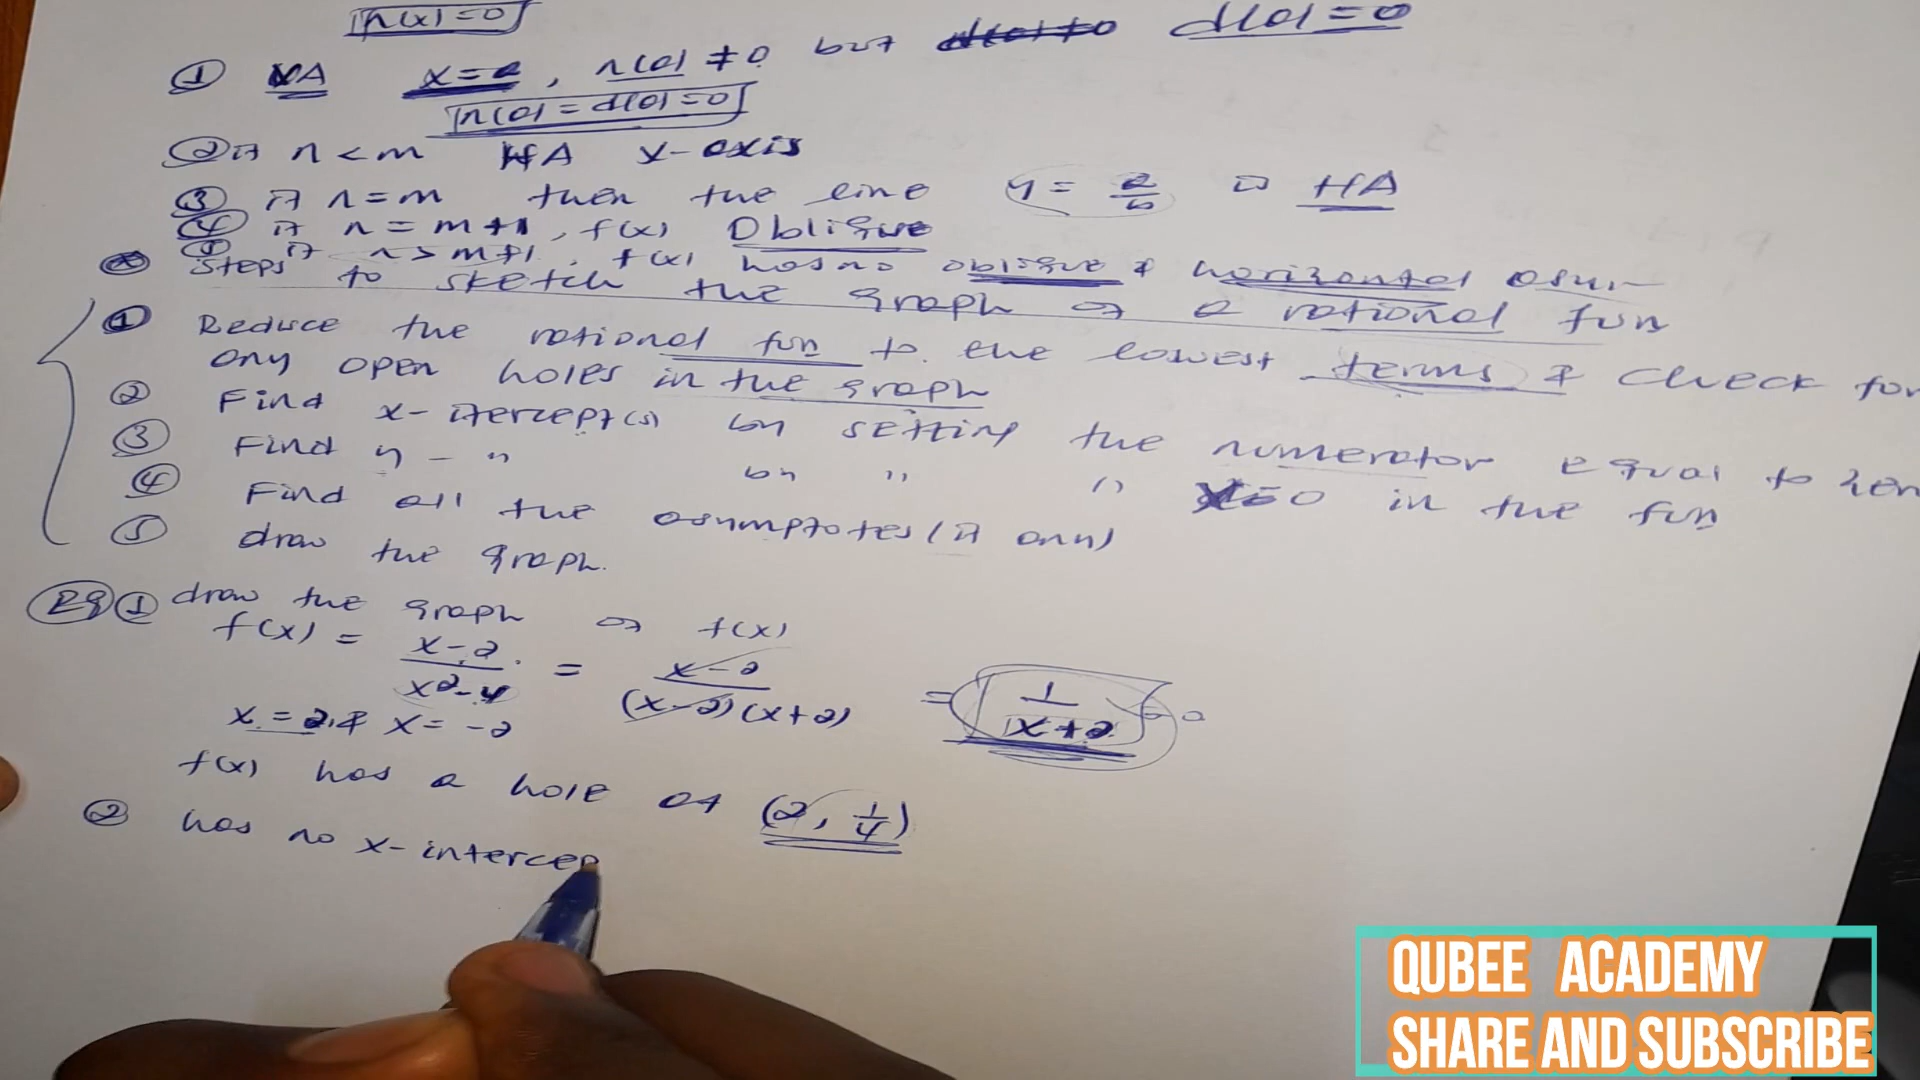 n(x) = 0
① VA x = a, n(a) ≠ 0 but d(a) = 0
n(a) = d(a) = 0
② if n < m HA x-axis
③ if n = m then the line y = a/b is HA
④ if n = m+1, f(x) Oblique
⑤ if n > m+1, f(x) has no oblique & horizontal asym
* Steps to sketch the graph of a rational fun
① Reduce the rational fun to the lowest terms & check for
any open holes in the graph
② Find x-itercept(s) by setting the numerator equal to zero
③ Find y - " by " " x=0 in the fun
④ Find all the asymptotes (if any)
⑤ draw the graph.
Eg ① draw the graph of f(x)
f(x) = x-2 / x²-4 = x-2 / (x-2)(x+2) = 1 / x+2 = 0
x = 2 & x = -2
f(x) has a hole at (2, 1/4)
② has no x-intercep
QUBEE ACADEMY
SHARE AND SUBSCRIBE